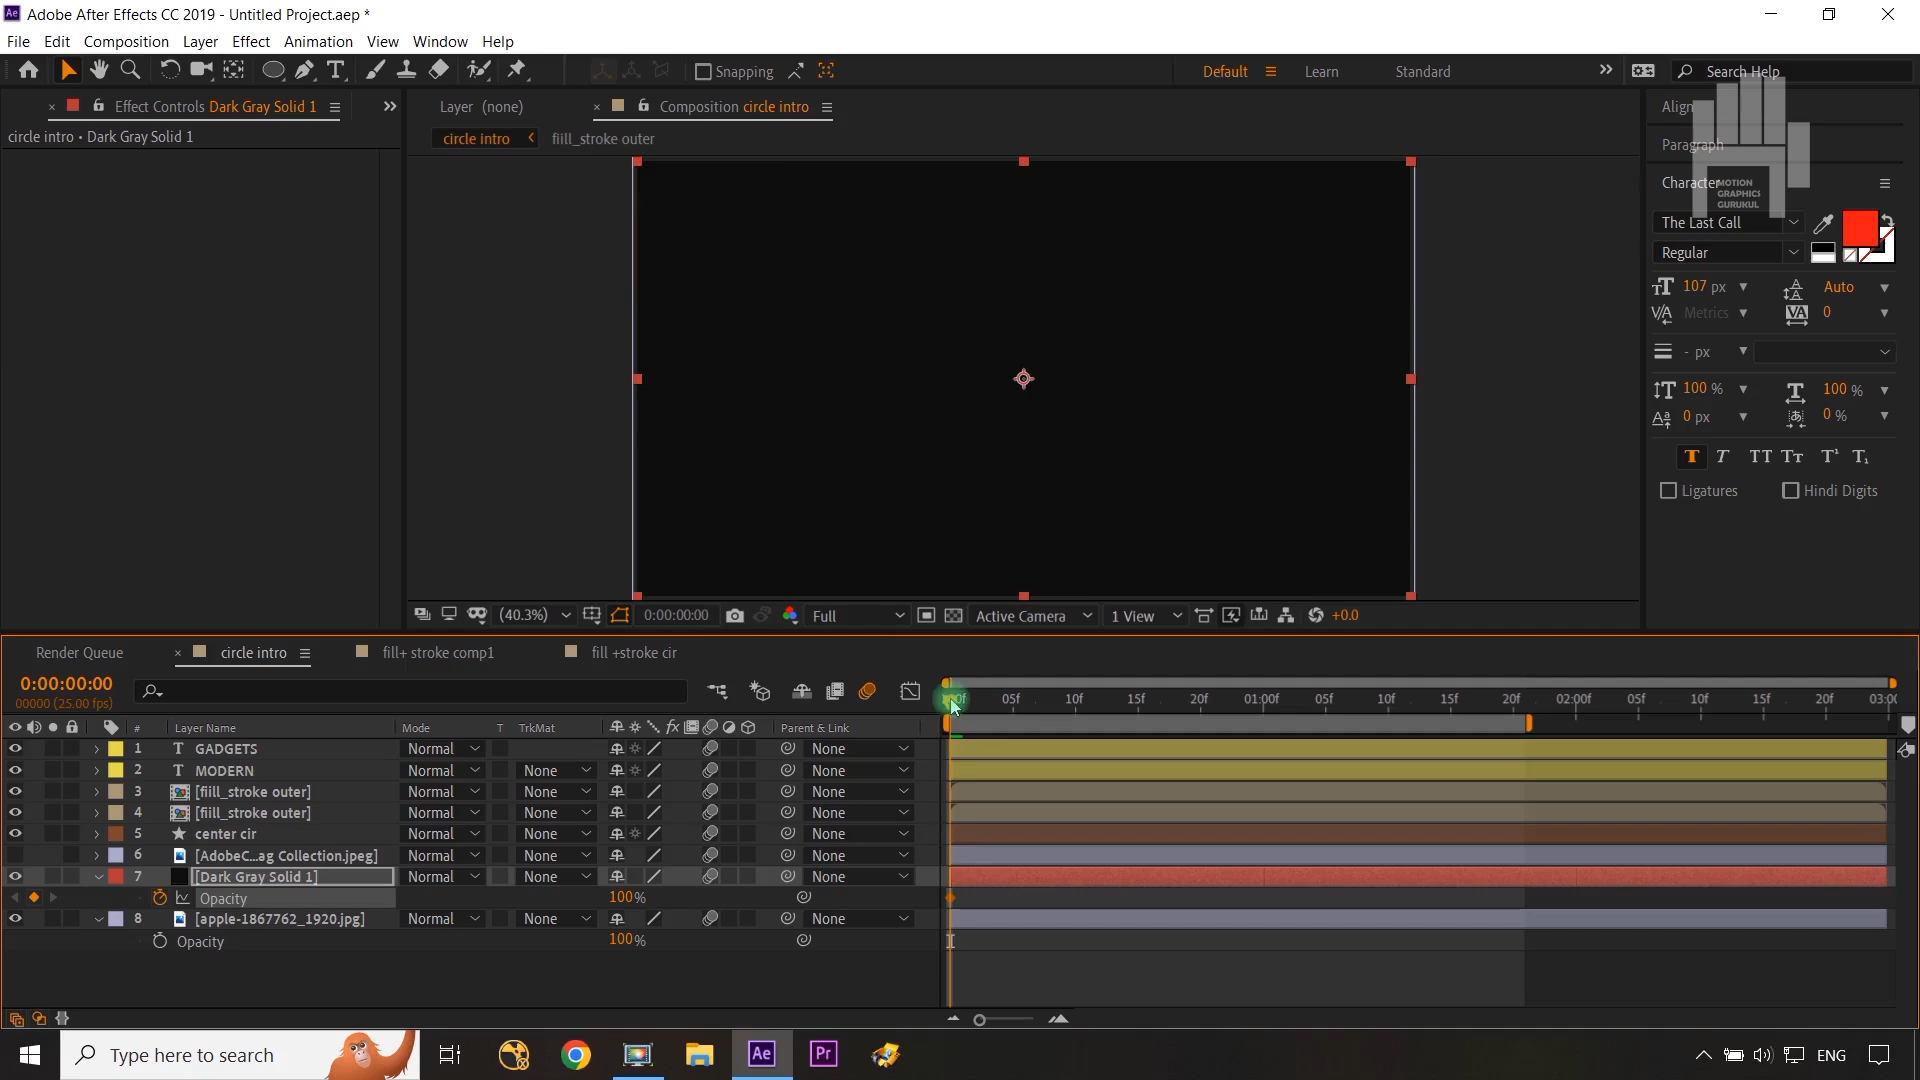 Adobe After Effects CC 2019 - Untitled Project.aep *
File Edit Composition Layer Effect Animation View Window Help
Snapping
Default Learn Standard Search Help
Effect Controls Dark Gray Solid 1
Layer (none)
Composition circle intro
Align
circle intro • Dark Gray Solid 1
circle intro
fiill_stroke outer
Paragraph
Character
MOTION
GRAPHICS
GURUKUL
The Last Call
Regular
107 px Auto
Metrics 0
- px
100 % 100 %
0 px 0 %
Ligatures Hindi Digits
(40.3%) 0:00:00:00 Full Active Camera 1 View +0.0
Render Queue circle intro fill+ stroke comp1 fill +stroke cir
0:00:00:00
00000 (25.00 fps)
05f 10f 15f 20f 01:00f 05f 10f 15f 20f 02:00f 05f 10f 15f 20f 03:00
# Layer Name Mode T TrkMat Parent & Link
1 GADGETS Normal None
2 MODERN Normal None None
3 [fiill_stroke outer] Normal None None
4 [fiill_stroke outer] Normal None None
5 center cir Normal None None
6 [AdobeC...ag Collection.jpeg] Normal None None
7 [Dark Gray Solid 1] Normal None None
Opacity 100%
8 [apple-1867762_1920.jpg] Normal None None
Opacity 100%
Type here to search
Ae
Pr
ENG